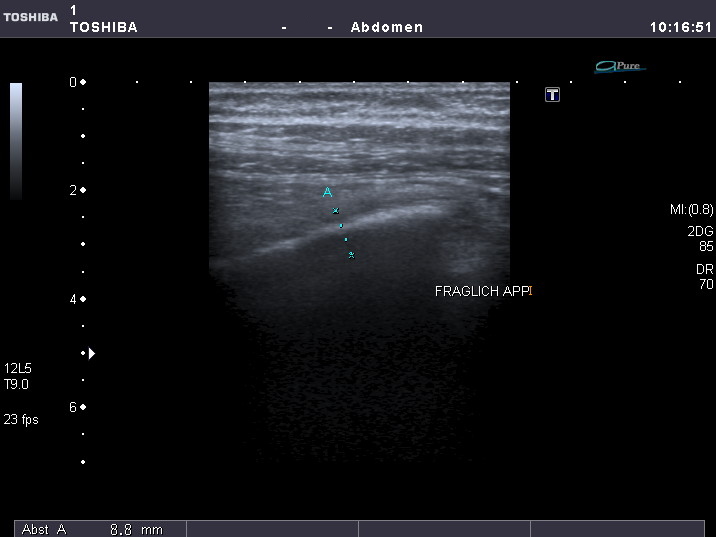 TOSHIBA
1
TOSHIBA - - Abdomen 10:16:51
aPure
0
T
A
2
MI:(0.8)
2DG
85
DR
70
FRAGLICH APP
4
12L5
T9.0
6
23 fps
Abst A 8.8 mm